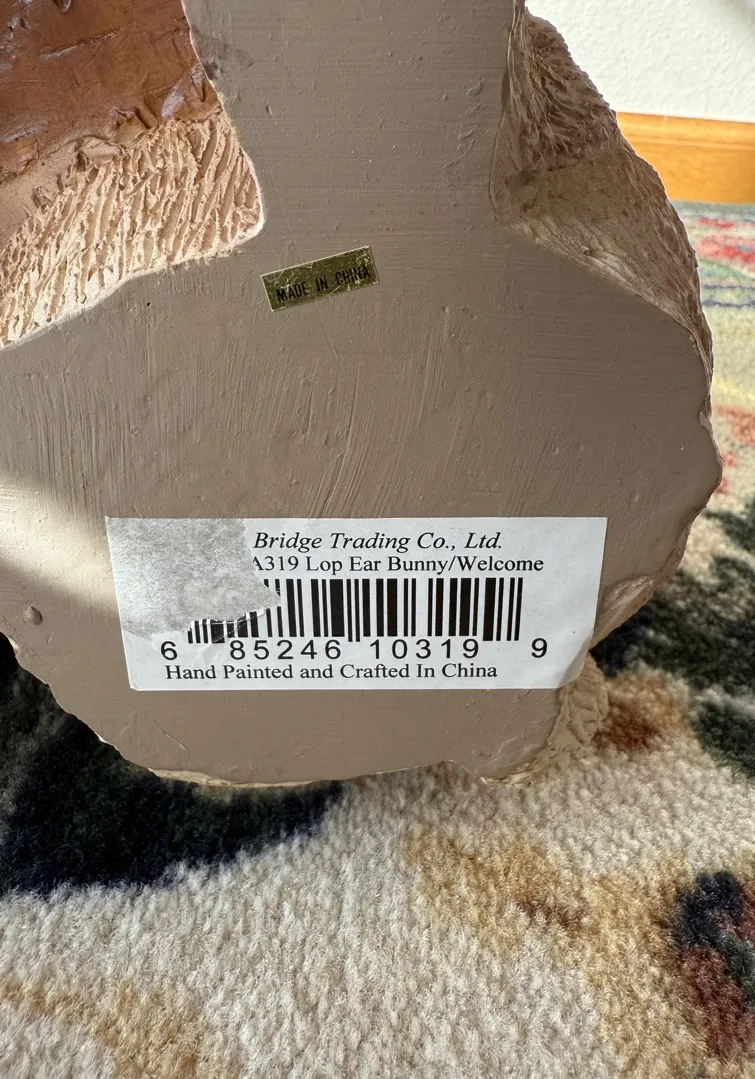 MADE IN CHINA
Bridge Trading Co., Ltd.
A319 Lop Ear Bunny/Welcome
6 85246 10319 9
Hand Painted and Crafted In China